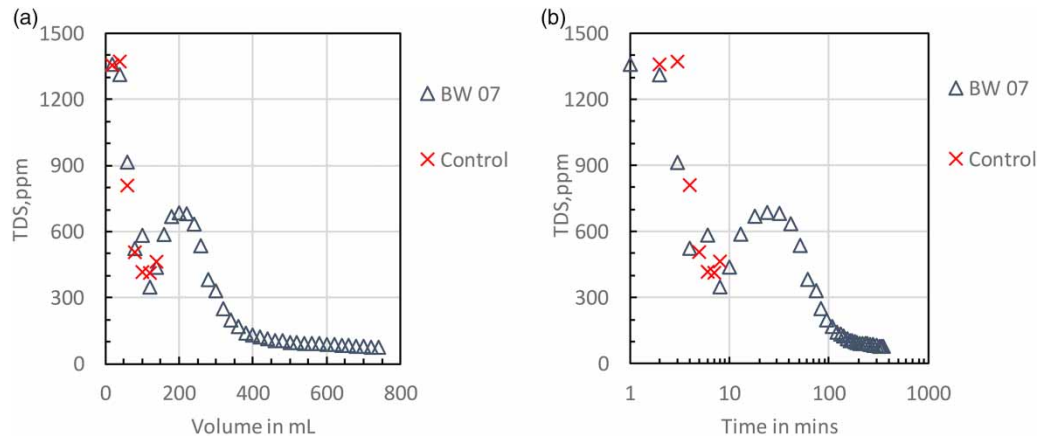 (a)
1500
1200
900
600
300
0
TDS,ppm
0 200 400 600 800
Volume in mL
BW 07
Control
(b)
1500
1200
900
600
300
0
TDS,ppm
1 10 100 1000
Time in mins
BW 07
Control